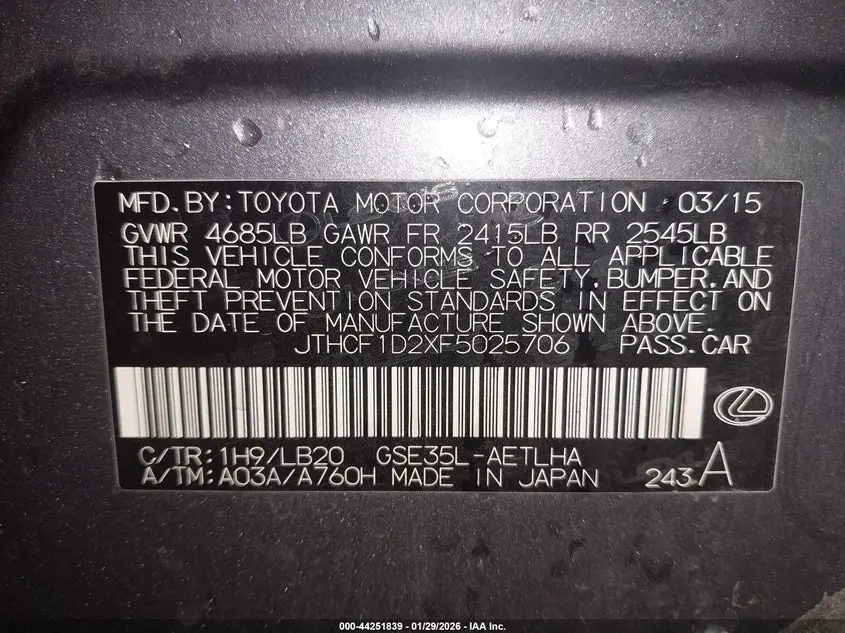 MFD.BY:TOYOTA MOTOR CORPORATION 03/15
GVWR 4685LB GAWR FR 2415LB RR 2545LB
THIS VEHICLE CONFORMS TO ALL APPLICABLE
FEDERAL MOTOR VEHICLE SAFETY,BUMPER,AND
THEFT PREVENTION STANDARDS IN EFFECT ON
THE DATE OF MANUFACTURE SHOWN ABOVE.
JTHCF1D2XF5025706 PASS.CAR
C/TR:1H9/LB20 GSE35L-AETLHA
A/TM:A03A/A760H MADE IN JAPAN 243 A
000-44251839 - 01/29/2026 - IAA Inc.